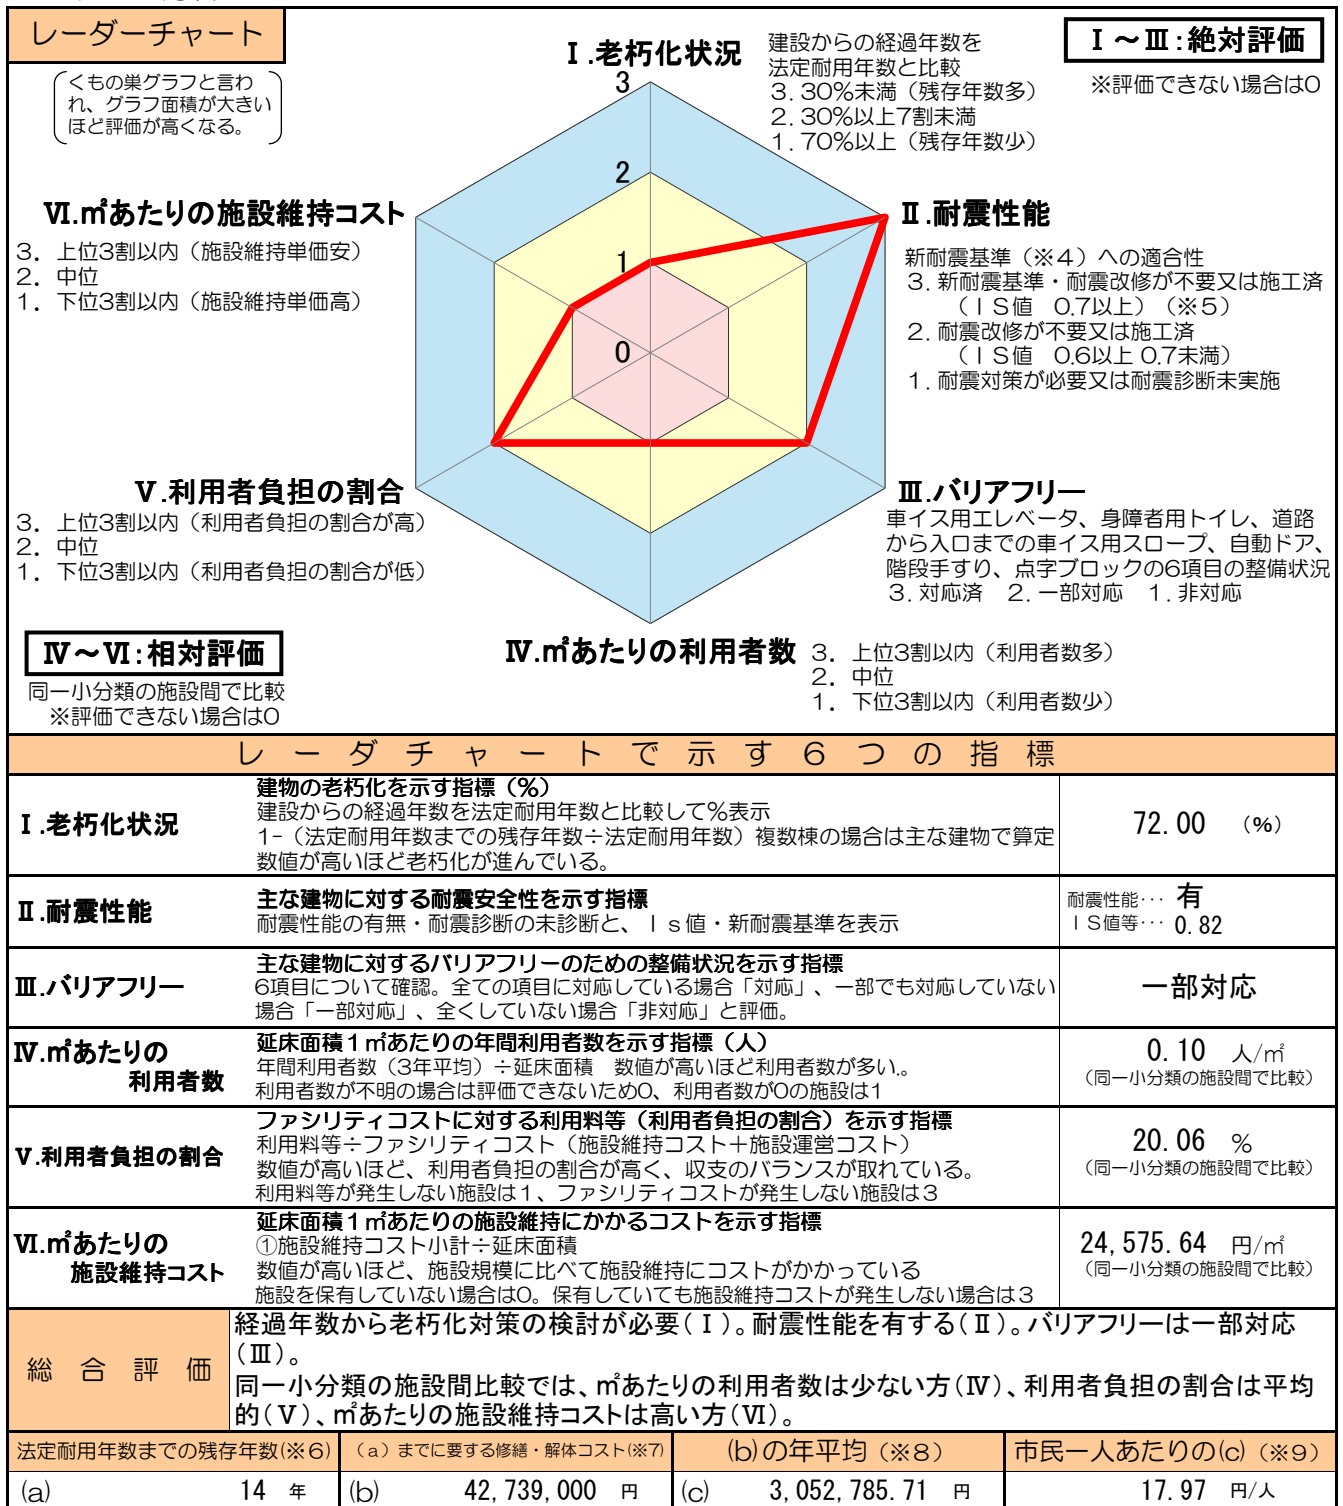 レーダーチャート
くもの巣グラフと言わ
れ、グラフ面積が大きい
ほど評価が高くなる。
Ⅰ～Ⅲ：絶対評価
※評価できない場合は0
Ⅰ.老朽化状況
建設からの経過年数を
法定耐用年数と比較
3. 30%未満（残存年数多）
2. 30%以上7割未満
1. 70%以上（残存年数少）
3
2
1
0
Ⅵ.㎡あたりの施設維持コスト
3. 上位3割以内（施設維持単価安）
2. 中位
1. 下位3割以内（施設維持単価高）
Ⅱ.耐震性能
新耐震基準（※4）への適合性
3. 新耐震基準・耐震改修が不要又は施工済
（ＩＳ値 0.7以上）（※5）
2. 耐震改修が不要又は施工済
（ＩＳ値 0.6以上 0.7未満）
1. 耐震対策が必要又は耐震診断未実施
Ⅴ.利用者負担の割合
3. 上位3割以内（利用者負担の割合が高）
2. 中位
1. 下位3割以内（利用者負担の割合が低）
Ⅲ.バリアフリー
車イス用エレベータ、身障者用トイレ、道路
から入口までの車イス用スロープ、自動ドア、
階段手すり、点字ブロックの6項目の整備状況
3. 対応済 2. 一部対応 1. 非対応
Ⅳ～Ⅵ：相対評価
同一小分類の施設間で比較
※評価できない場合は0
Ⅳ.㎡あたりの利用者数
3. 上位3割以内（利用者数多）
2. 中位
1. 下位3割以内（利用者数少）
レーダチャートで示す6つの指標
Ⅰ.老朽化状況
建物の老朽化を示す指標（%）
建設からの経過年数を法定耐用年数と比較して%表示
1-（法定耐用年数までの残存年数÷法定耐用年数）複数棟の場合は主な建物で算定
数値が高いほど老朽化が進んでいる。
72.00 （%）
Ⅱ.耐震性能
主な建物に対する耐震安全性を示す指標
耐震性能の有無・耐震診断の未診断と、Ｉｓ値・新耐震基準を表示
耐震性能… 有
ＩＳ値等… 0.82
Ⅲ.バリアフリー
主な建物に対するバリアフリーのための整備状況を示す指標
6項目について確認。全ての項目に対応している場合「対応」、一部でも対応していない
場合「一部対応」、全くしていない場合「非対応」と評価。
一部対応
Ⅳ.㎡あたりの
利用者数
延床面積１㎡あたりの年間利用者数を示す指標（人）
年間利用者数（3年平均）÷延床面積 数値が高いほど利用者数が多い。
利用者数が不明の場合は評価できないため0、利用者数が0の施設は1
0.10 人/㎡
（同一小分類の施設間で比較）
Ⅴ.利用者負担の割合
ファシリティコストに対する利用料等（利用者負担の割合）を示す指標
利用料等÷ファシリティコスト（施設維持コスト＋施設運営コスト）
数値が高いほど、利用者負担の割合が高く、収支のバランスが取れている。
利用料等が発生しない施設は１、ファシリティコストが発生しない施設は３
20.06 %
（同一小分類の施設間で比較）
Ⅵ.㎡あたりの
施設維持コスト
延床面積１㎡あたりの施設維持にかかるコストを示す指標
①施設維持コスト小計÷延床面積
数値が高いほど、施設規模に比べて施設維持にコストがかかっている
施設を保有していない場合は0。保有していても施設維持コストが発生しない場合は３
24,575.64 円/㎡
（同一小分類の施設間で比較）
総合評価
経過年数から老朽化対策の検討が必要（Ⅰ）。耐震性能を有する（Ⅱ）。バリアフリーは一部対応
（Ⅲ）。
同一小分類の施設間比較では、㎡あたりの利用者数は少ない方（Ⅳ）、利用者負担の割合は平均
的（Ⅴ）、㎡あたりの施設維持コストは高い方（Ⅵ）。
法定耐用年数までの残存年数（※6） （a）までに要する修繕・解体コスト（※7） (b)の年平均（※8） 市民一人あたりの(c)（※9）
(a) 14 年 (b) 42,739,000 円 (c) 3,052,785.71 円 17.97 円/人